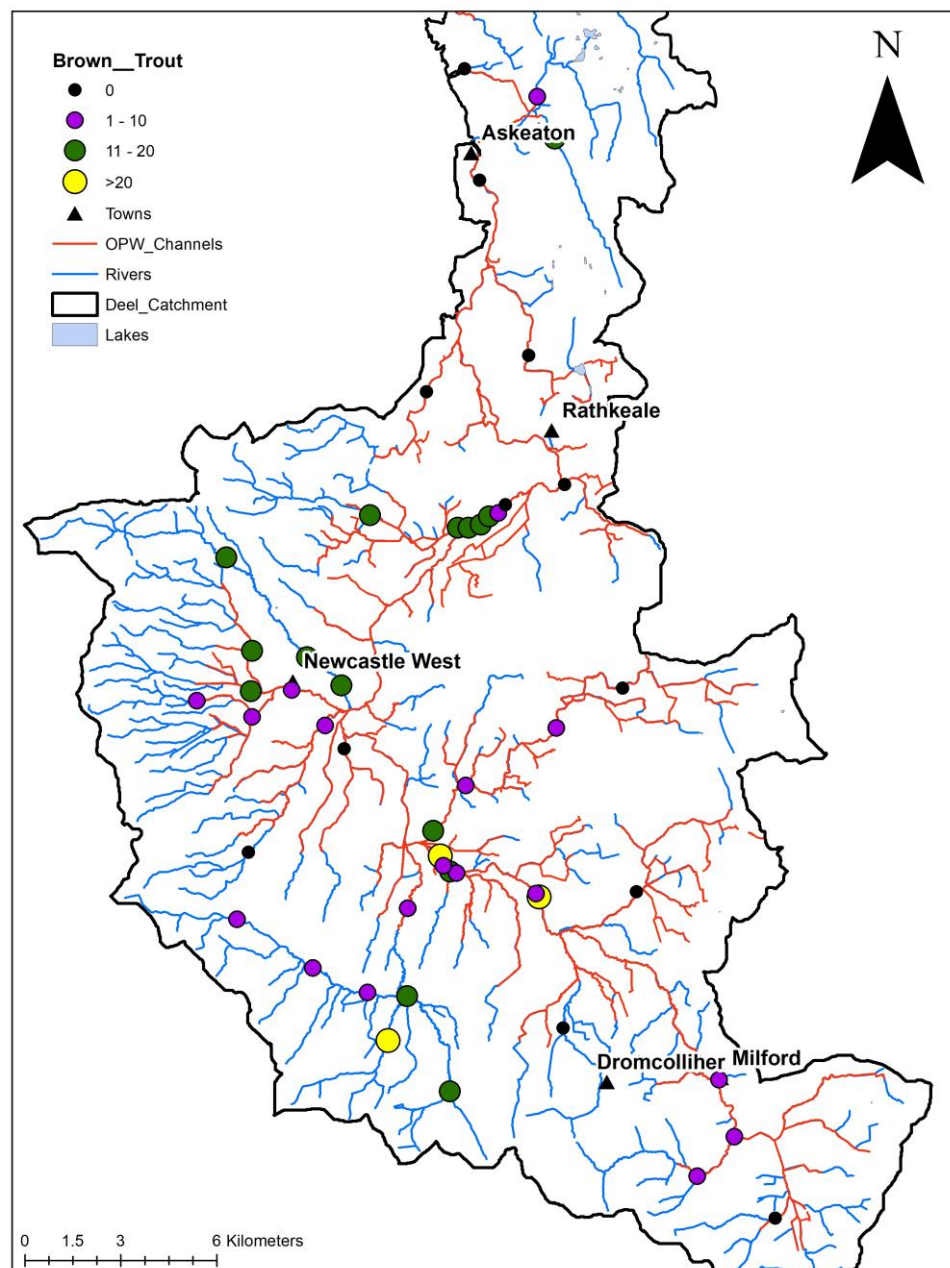 Brown__Trout
0
1 - 10
11 - 20
>20
Towns
OPW_Channels
Rivers
Deel_Catchment
Lakes
N
Askeaton
Rathkeale
Newcastle West
Dromcolliher Milford
0 1.5 3 6 Kilometers